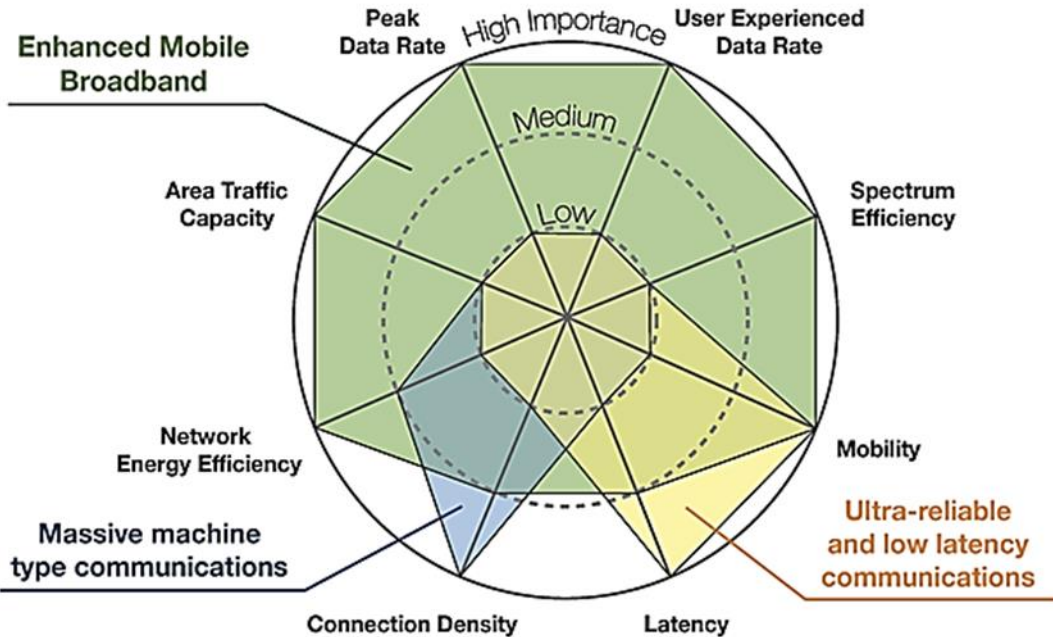 Peak
Data Rate
High Importance
User Experienced
Data Rate
Enhanced Mobile
Broadband
Medium
Area Traffic
Capacity
Low
Spectrum
Efficiency
Network
Energy Efficiency
Mobility
Massive machine
type communications
Ultra-reliable
and low latency
communications
Connection Density
Latency